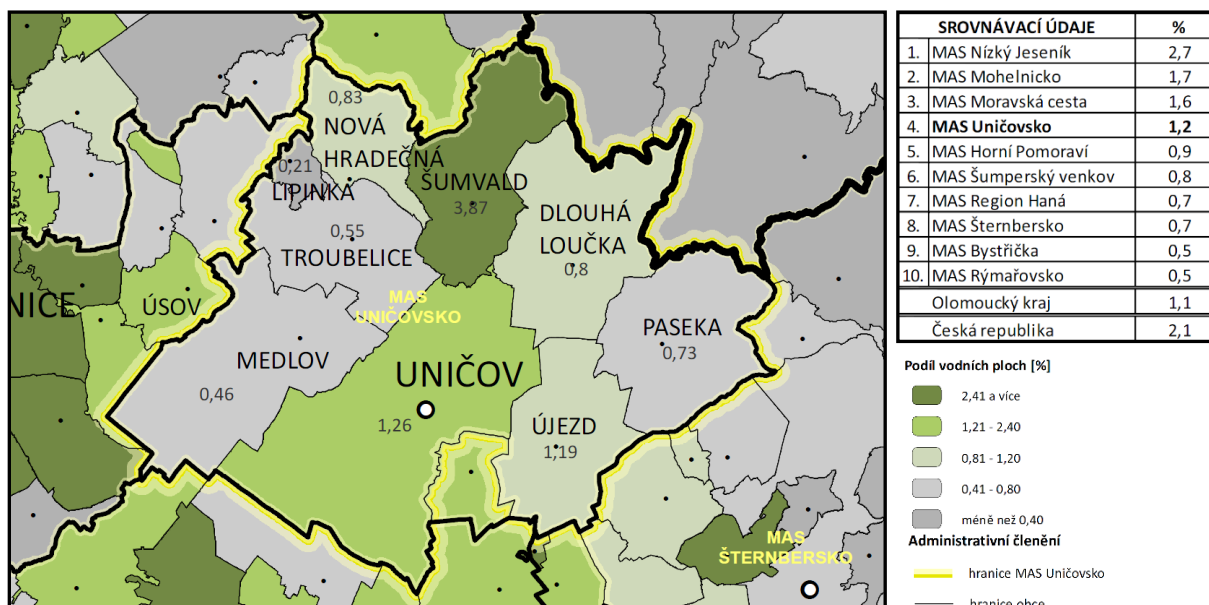 0,83
NOVÁ
HRADEČNÁ
0,21
LIPINKA
ŠUMVALD
3,87
DLOUHÁ
LOUČKA
0,8
0,55
TROUBELICE
MAS
UNIČOVSKO
NICE
ÚSOV
MEDLOV
0,46
UNIČOV
1,26
PASEKA
0,73
ÚJEZD
1,19
MAS
ŠTERNBERSKO
SROVNÁVACÍ ÚDAJE %
1. MAS Nízký Jeseník 2,7
2. MAS Mohelnicko 1,7
3. MAS Moravská cesta 1,6
4. MAS Uničovsko 1,2
5. MAS Horní Pomoraví 0,9
6. MAS Šumperský venkov 0,8
7. MAS Region Haná 0,7
8. MAS Šternbersko 0,7
9. MAS Bystřička 0,5
10. MAS Rýmařovsko 0,5
Olomoucký kraj 1,1
Česká republika 2,1
Podíl vodních ploch [%]
2,41 a více
1,21 - 2,40
0,81 - 1,20
0,41 - 0,80
méně než 0,40
Administrativní členění
hranice MAS Uničovsko
hranice obce